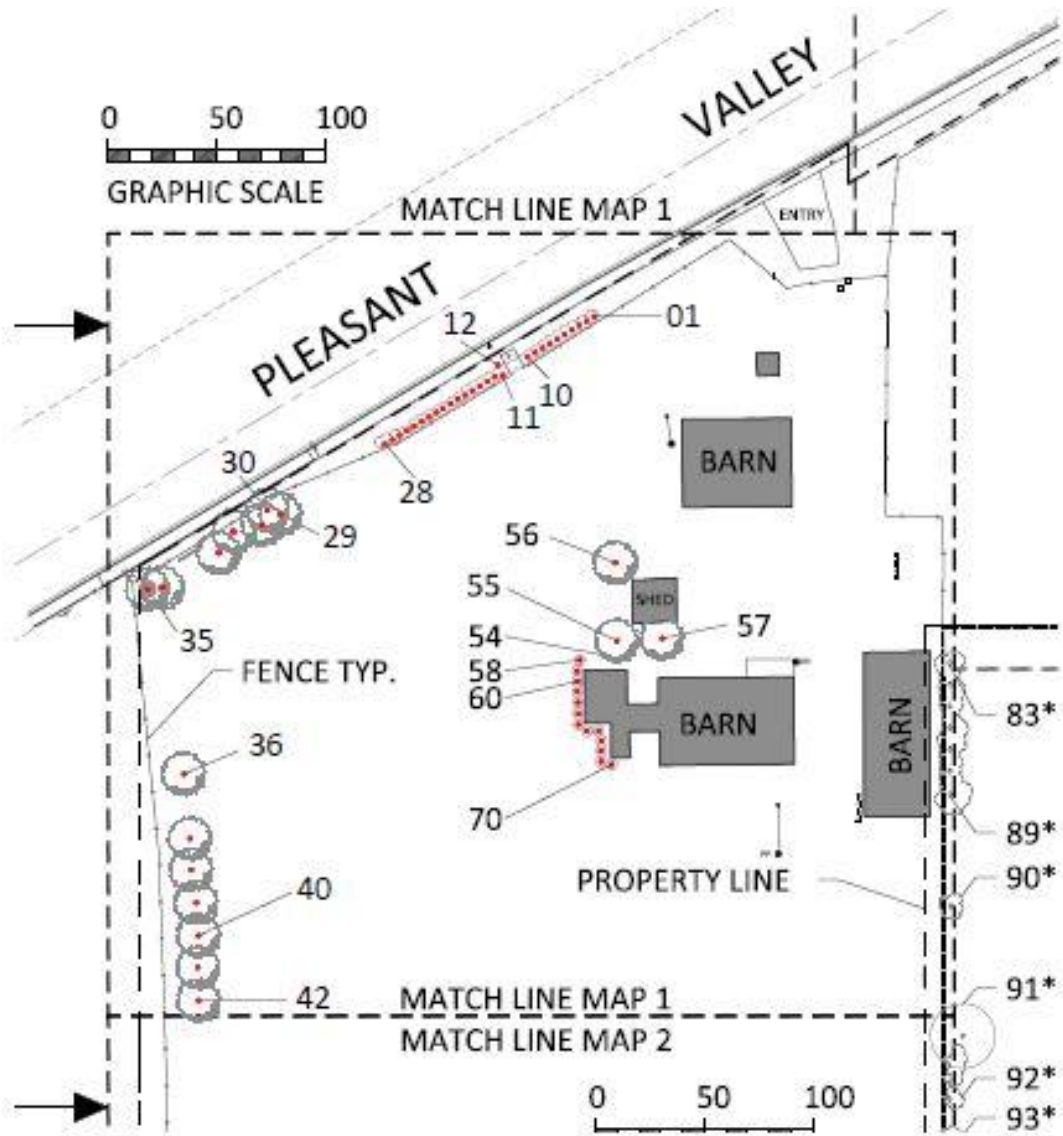 0 50 100
GRAPHIC SCALE
VALLEY
ENTRY
MATCH LINE MAP 1
PLEASANT
12
01
10
11
BARN
30
28
29
56
55
SHED
57
54
35
58
FENCE TYP.
60
83*
BARN
BARN
36
70
89*
PROPERTY LINE
90*
40
91*
42
MATCH LINE MAP 1
MATCH LINE MAP 2
92*
0 50 100
93*